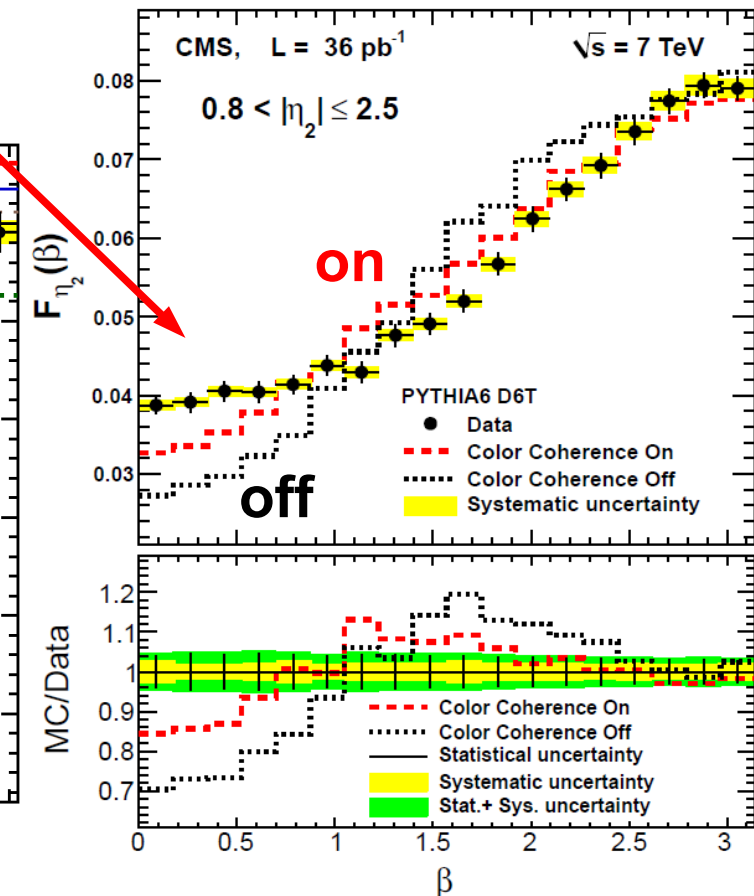 CMS, L = 36 pb-1 √s = 7 TeV
0.8 < |η2| ≤ 2.5
0.08
0.07
0.06
0.05
0.04
0.03
Fη2(β)
on
off
PYTHIA6 D6T
Data
Color Coherence On
Color Coherence Off
Systematic uncertainty
1.2
1.1
1
0.9
0.8
0.7
MC/Data
Color Coherence On
Color Coherence Off
Statistical uncertainty
Systematic uncertainty
Stat.+ Sys. uncertainty
0 0.5 1 1.5 2 2.5 3
β